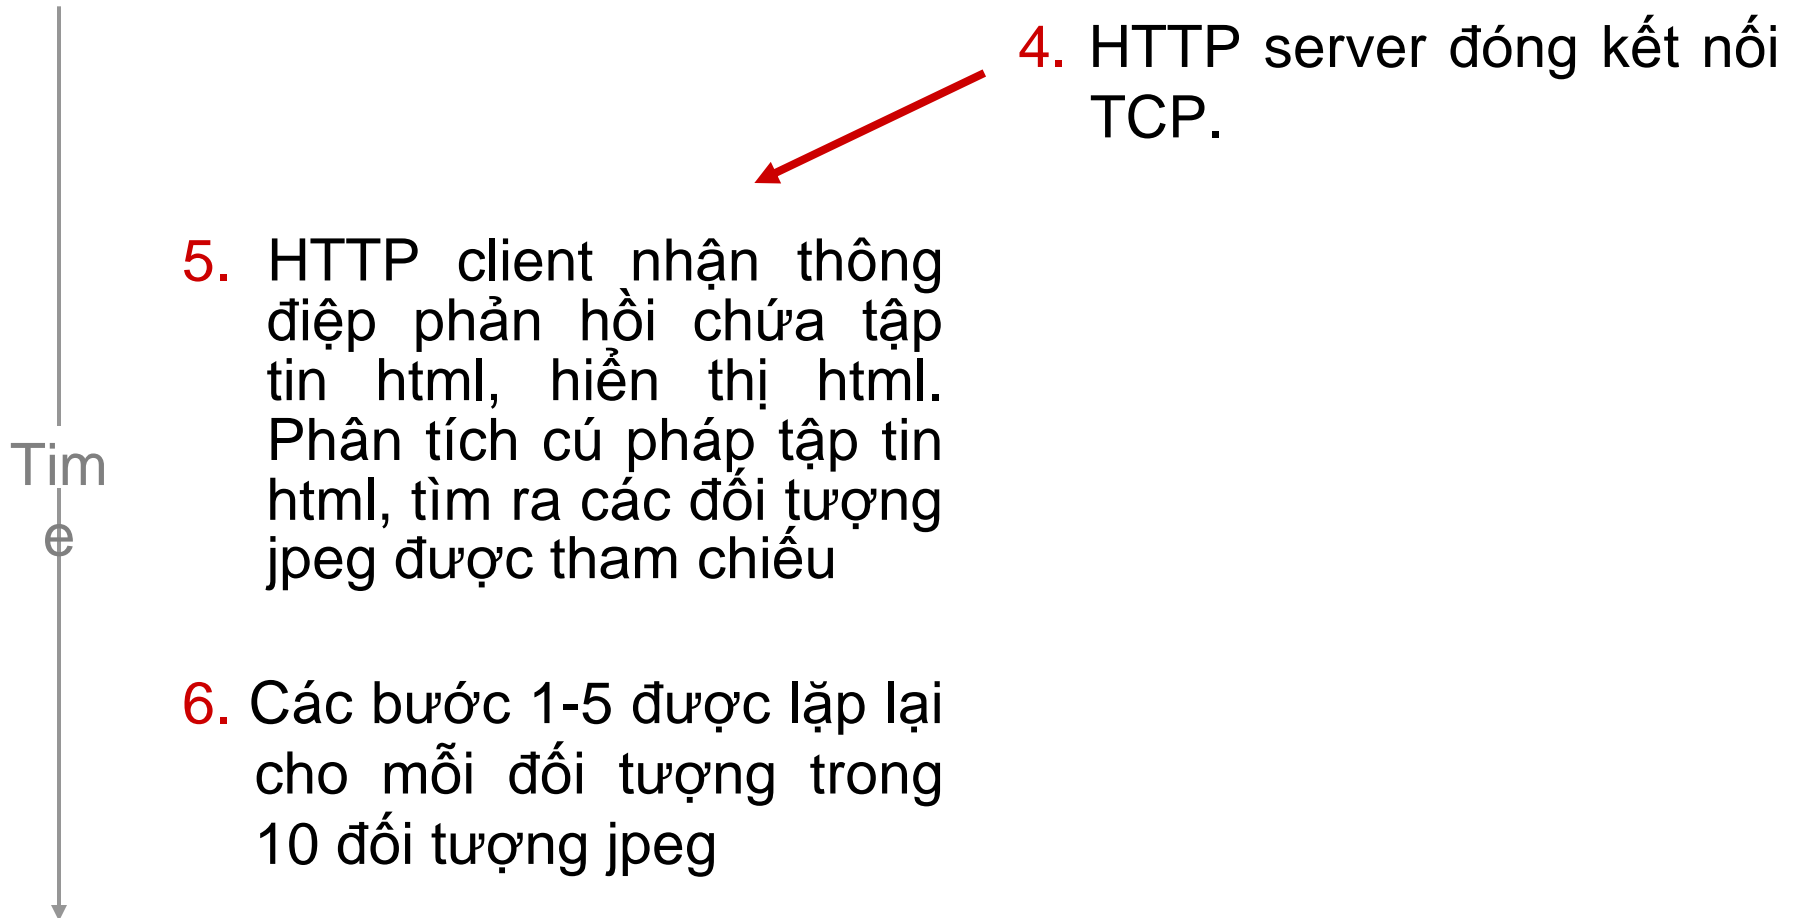 4. HTTP server đóng kết nối
TCP.
5. HTTP client nhận thông
điệp phản hồi chứa tập
tin html, hiển thị html.
Phân tích cú pháp tập tin
html, tìm ra các đối tượng
jpeg được tham chiếu
Tim
e
6. Các bước 1-5 được lặp lại
cho mỗi đối tượng trong
10 đối tượng jpeg